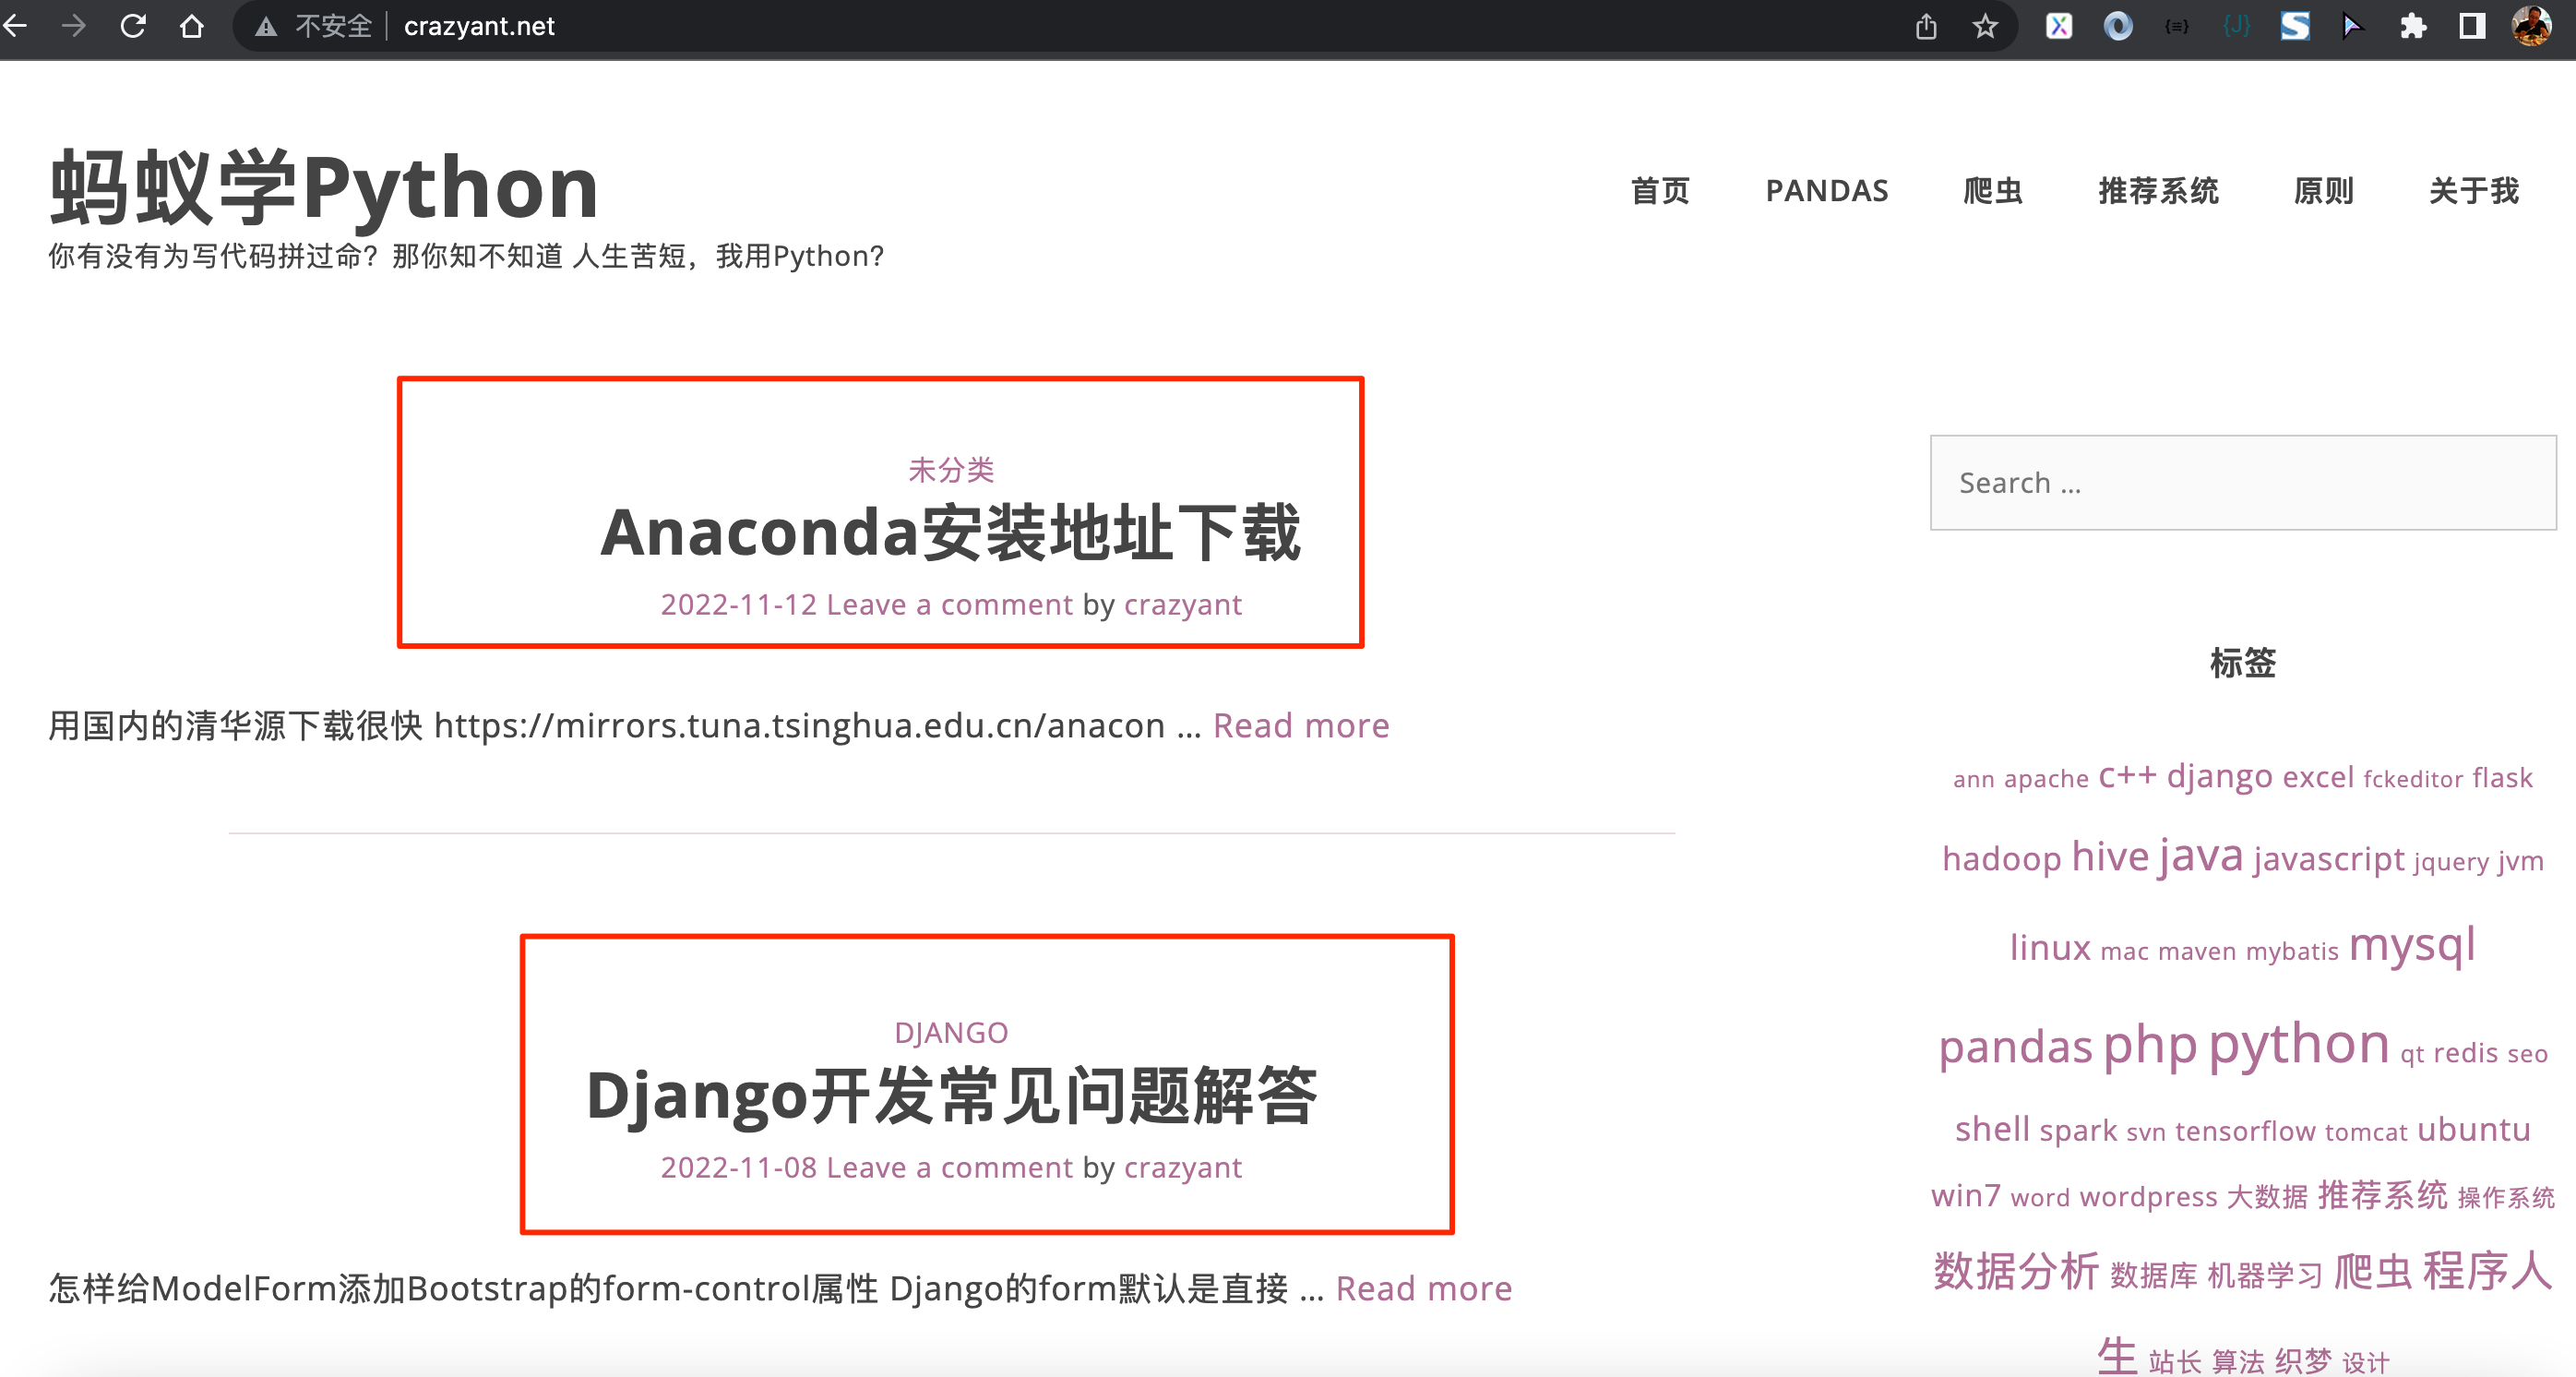 不安全 crazyant.net
蚂蚁学Python
你有没有为写代码拼过命？那你知不知道 人生苦短，我用Python?
首页 PANDAS 爬虫 推荐系统 原则 关于我
未分类
Anaconda安装地址下载
2022-11-12 Leave a comment by crazyant
用国内的清华源下载很快 https://mirrors.tuna.tsinghua.edu.cn/anacon … Read more
DJANGO
Django开发常见问题解答
2022-11-08 Leave a comment by crazyant
怎样给ModelForm添加Bootstrap的form-control属性 Django的form默认是直接 … Read more
Search …
标签
ann apache c++ django excel fckeditor flask
hadoop hive java javascript jquery jvm
linux mac maven mybatis mysql
pandas php python qt redis seo
shell spark svn tensorflow tomcat ubuntu
win7 word wordpress 大数据 推荐系统 操作系统
数据分析 数据库 机器学习 爬虫 程序人
生 站长 算法 织梦 设计